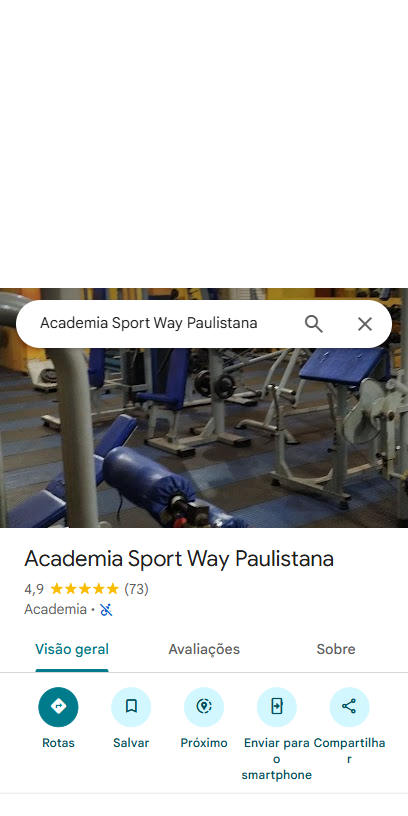 Academia Sport Way Paulistana
Academia Sport Way Paulistana
4,9 (73)
Academia ·
Visão geral Avaliações Sobre
Rotas Salvar Próximo Enviar para o smartphone Compartilhar